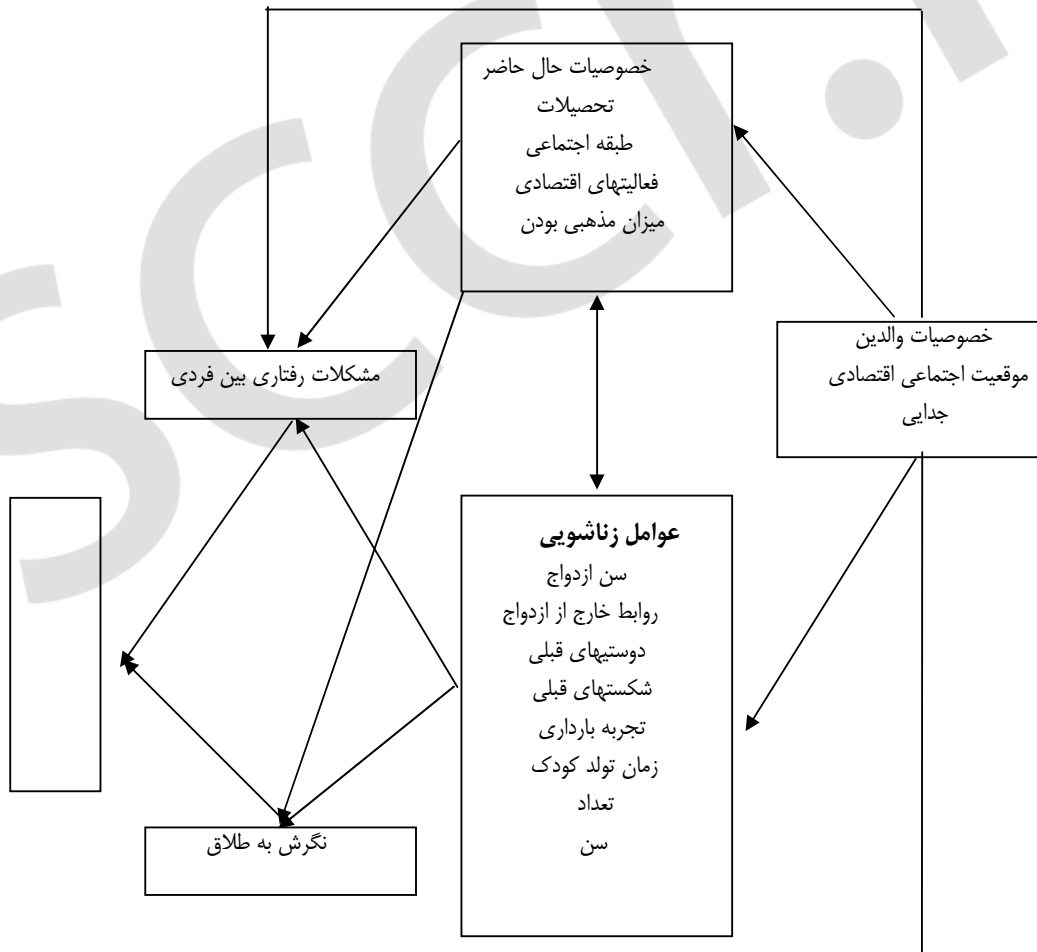 خصوصیات حال حاضر
تحصیلات
طبقه اجتماعی
فعالیتهای اقتصادی
میزان مذهبی بودن
خصوصیات والدین
موقعیت اجتماعی اقتصادی
جدایی
مشکلات رفتاری بین فردی
عوامل زناشویی
سن ازدواج
روابط خارج از ازدواج
دوستیهای قبلی
شکستهای قبلی
تجربه بارداری
زمان تولد کودک
تعداد
سن
نگرش به طلاق